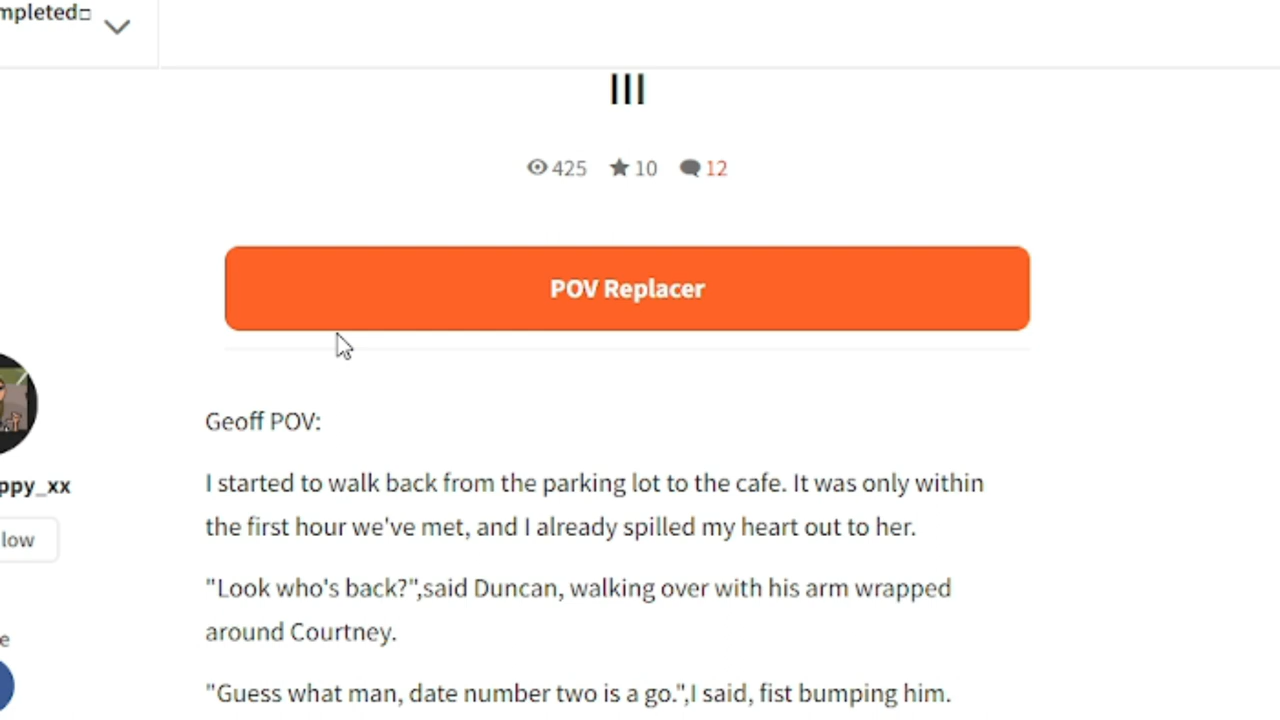 mpleted
III
425 10 12
POV Replacer
Geoff POV:
I started to walk back from the parking lot to the cafe. It was only within
the first hour we've met, and I already spilled my heart out to her.
"Look who's back?",said Duncan, walking over with his arm wrapped
around Courtney.
"Guess what man, date number two is a go.",I said, fist bumping him.
ppy_xx
low
e